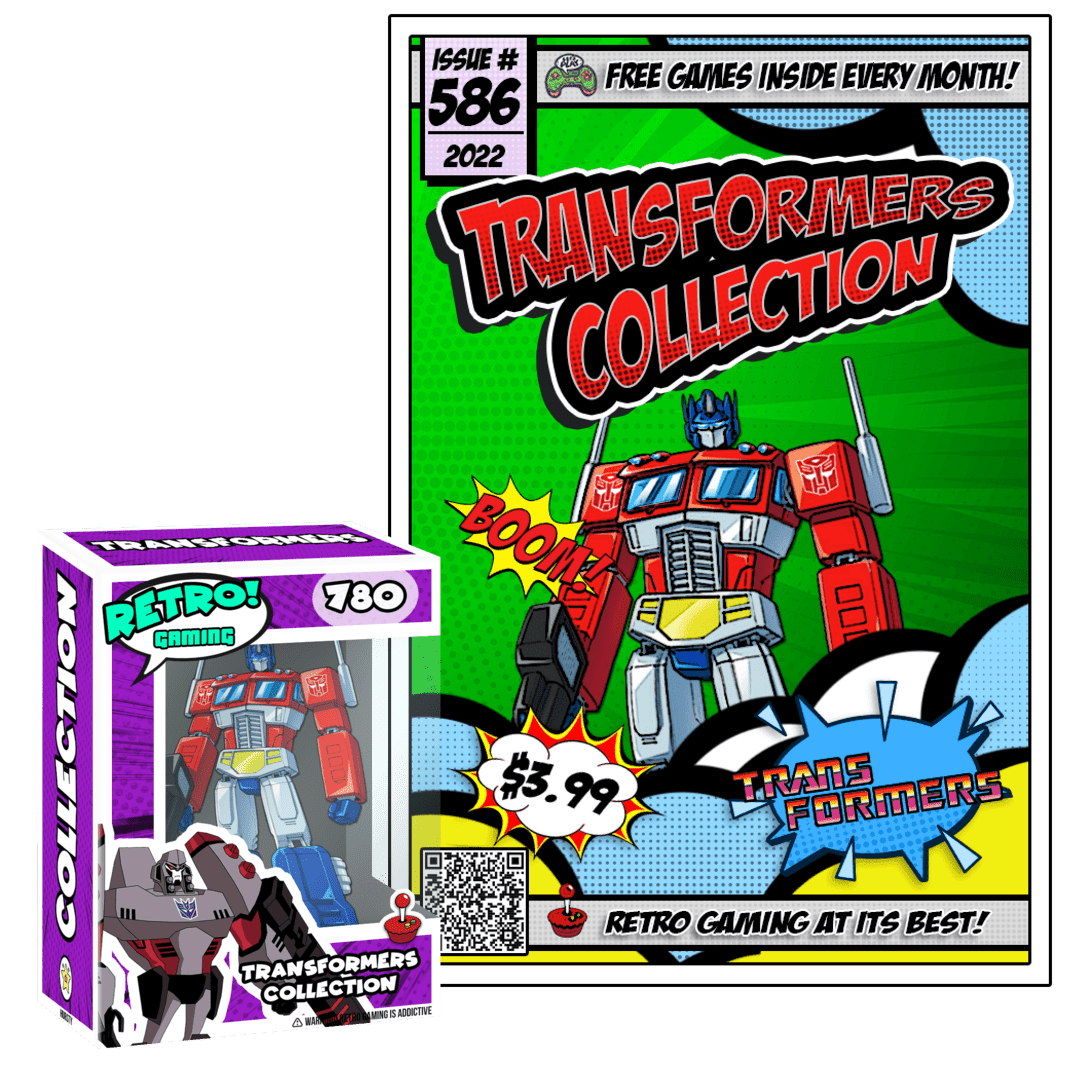 ISSUE #
586
2022
FREE GAMES INSIDE EVERY MONTH!
TRANSFORMERS
COLLECTION
BOOM!
$3.99
TRANS
FORMERS
RETRO GAMING AT ITS BEST!
TRANSFORMERS
COLLECTION
RETRO!
GAMING
780
TRANSFORMERS
COLLECTION
RETRO GAMING IS ADDICTIVE